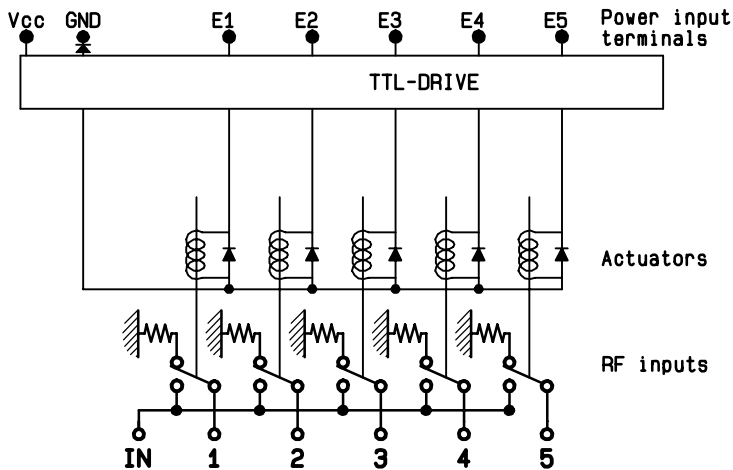 Vcc GND E1 E2 E3 E4 E5 Power input
terminals
TTL-DRIVE
Actuators
RF inputs
IN 1 2 3 4 5